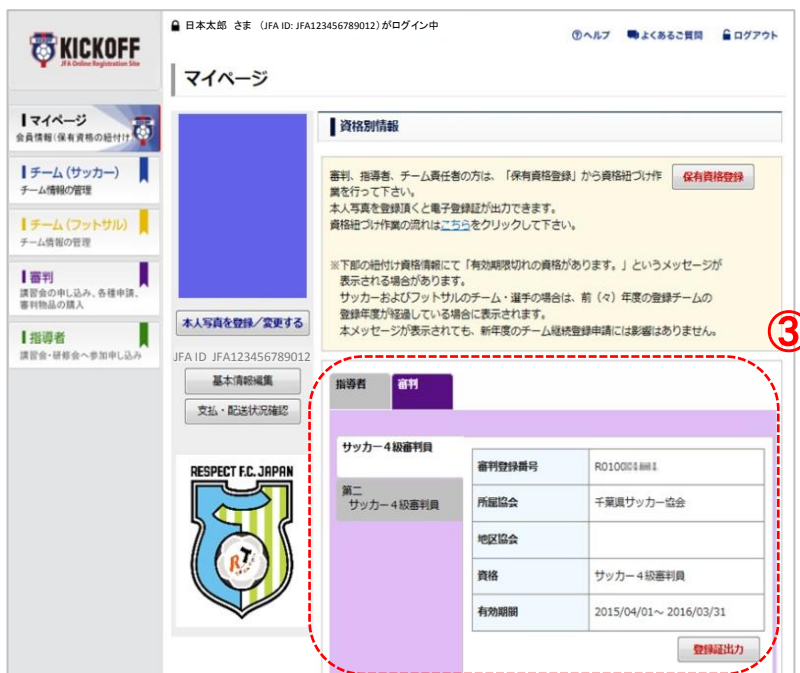 日本太郎 さま (JFA ID: JFA123456789012)がログイン中
ヘルプ よくあるご質問 ログアウト
KICKOFF
JFA Online Registration Site
マイページ
マイページ
会員情報(保有資格の紐付け
チーム(サッカー)
チーム情報の管理
チーム(フットサル)
チーム情報の管理
審判
講習会の申し込み、各種申請、
審判物品の購入
指導者
講習会・研修会へ参加申し込み
本人写真を登録/変更する
JFA ID JFA123456789012
基本情報編集
支払・配送状況確認
RESPECT F.C. JAPAN
R T
資格別情報
審判、指導者、チーム責任者の方は、「保有資格登録」から資格紐づけ作
業を行って下さい。
保有資格登録
本人写真を登録頂くと電子登録証が出力できます。
資格紐づけ作業の流れはこちらをクリックして下さい。
※下部の紐付け資格情報にて「有効期限切れの資格があります。」というメッセージが
表示される場合があります。
サッカーおよびフットサルのチーム・選手の場合は、前(々)年度の登録チームの
登録年度が経過している場合に表示されます。
本メッセージが表示されても、新年度のチーム継続登録申請には影響はありません。
③
指導者 審判
サッカー4級審判員
第二
サッカー4級審判員
審判登録番号 R0100
所属協会 千葉県サッカー協会
地区協会
資格 サッカー4級審判員
有効期間 2015/04/01~ 2016/03/31
登録証出力